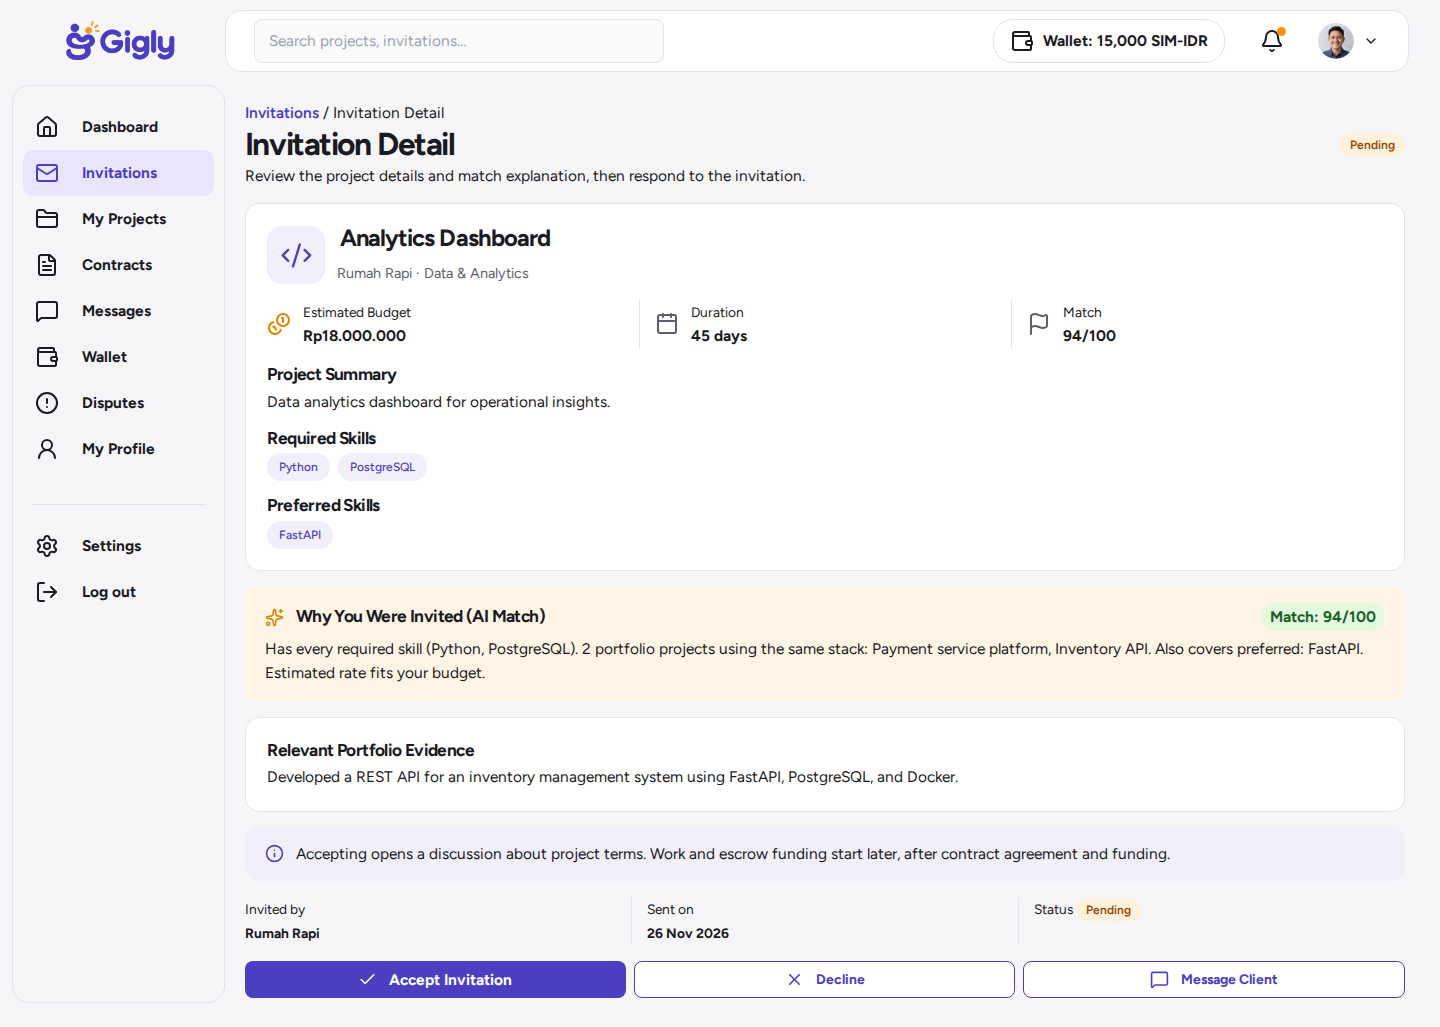 Gigly
Search projects, invitations...
Wallet: 15,000 SIM-IDR
Dashboard
Invitations
My Projects
Contracts
Messages
Wallet
Disputes
My Profile
Settings
Log out
Invitations / Invitation Detail
Invitation Detail
Pending
Review the project details and match explanation, then respond to the invitation.
Analytics Dashboard
Rumah Rapi · Data & Analytics
Estimated Budget
Rp18.000.000
Duration
45 days
Match
94/100
Project Summary
Data analytics dashboard for operational insights.
Required Skills
Python PostgreSQL
Preferred Skills
FastAPI
Why You Were Invited (AI Match)
Match: 94/100
Has every required skill (Python, PostgreSQL). 2 portfolio projects using the same stack: Payment service platform, Inventory API. Also covers preferred: FastAPI.
Estimated rate fits your budget.
Relevant Portfolio Evidence
Developed a REST API for an inventory management system using FastAPI, PostgreSQL, and Docker.
Accepting opens a discussion about project terms. Work and escrow funding start later, after contract agreement and funding.
Invited by
Rumah Rapi
Sent on
26 Nov 2026
Status Pending
Accept Invitation
Decline
Message Client